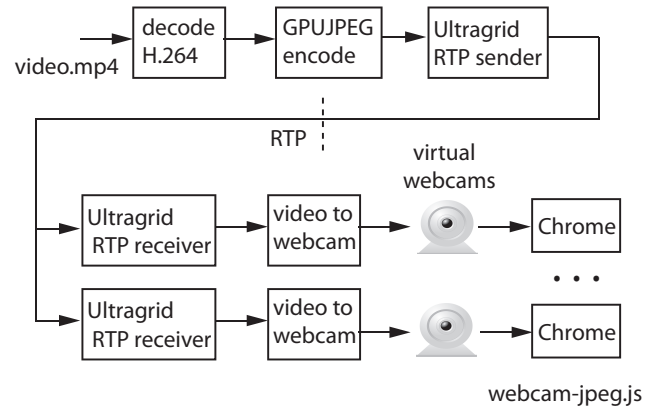 video.mp4
decode
H.264
GPUJPEG
encode
Ultragrid
RTP sender
RTP
virtual
webcams
Ultragrid
RTP receiver
video to
webcam
Chrome
. . .
Ultragrid
RTP receiver
video to
webcam
Chrome
webcam-jpeg.js